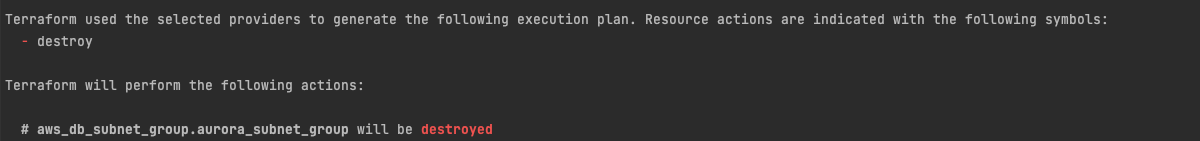 Terraform used the selected providers to generate the following execution plan. Resource actions are indicated with the following symbols:
- destroy
Terraform will perform the following actions:
# aws_db_subnet_group.aurora_subnet_group will be destroyed